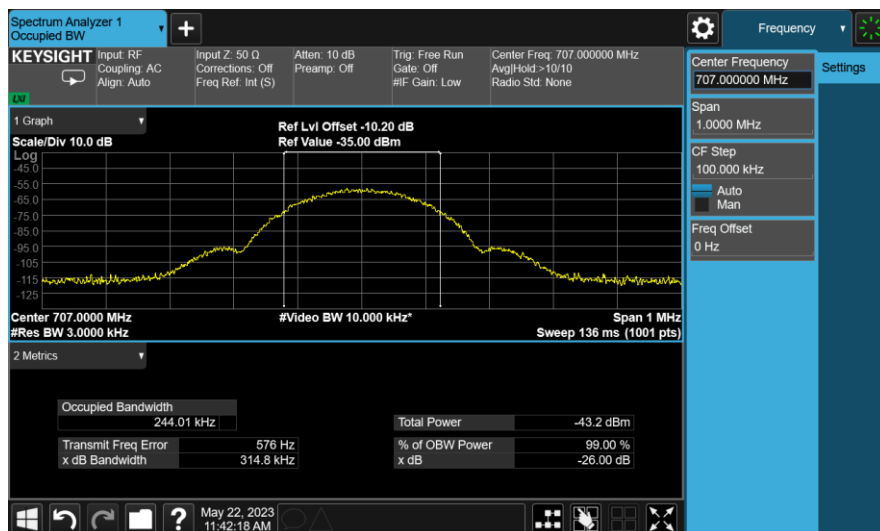 Spectrum Analyzer 1
Occupied BW
Frequency
KEYSIGHT
LXI
Input: RF
Coupling: AC
Align: Auto
Input Z: 50 Ω
Corrections: Off
Freq Ref: Int (S)
Atten: 10 dB
Preamp: Off
Trig: Free Run
Gate: Off
#IF Gain: Low
Center Freq: 707.000000 MHz
Avg|Hold:>10/10
Radio Std: None
Center Frequency
707.000000 MHz
Settings
Span
1.0000 MHz
CF Step
100.000 kHz
Auto
Man
Freq Offset
0 Hz
1 Graph
Scale/Div 10.0 dB
Ref Lvl Offset -10.20 dB
Ref Value -35.00 dBm
Log
-45.0
-55.0
-65.0
-75.0
-85.0
-95.0
-105
-115
-125
Center 707.0000 MHz
#Res BW 3.0000 kHz
#Video BW 10.000 kHz*
Span 1 MHz
Sweep 136 ms (1001 pts)
2 Metrics
Occupied Bandwidth
244.01 kHz
Transmit Freq Error 576 Hz
x dB Bandwidth 314.8 kHz
Total Power -43.2 dBm
% of OBW Power 99.00 %
x dB -26.00 dB
?
May 22, 2023
11:42:18 AM